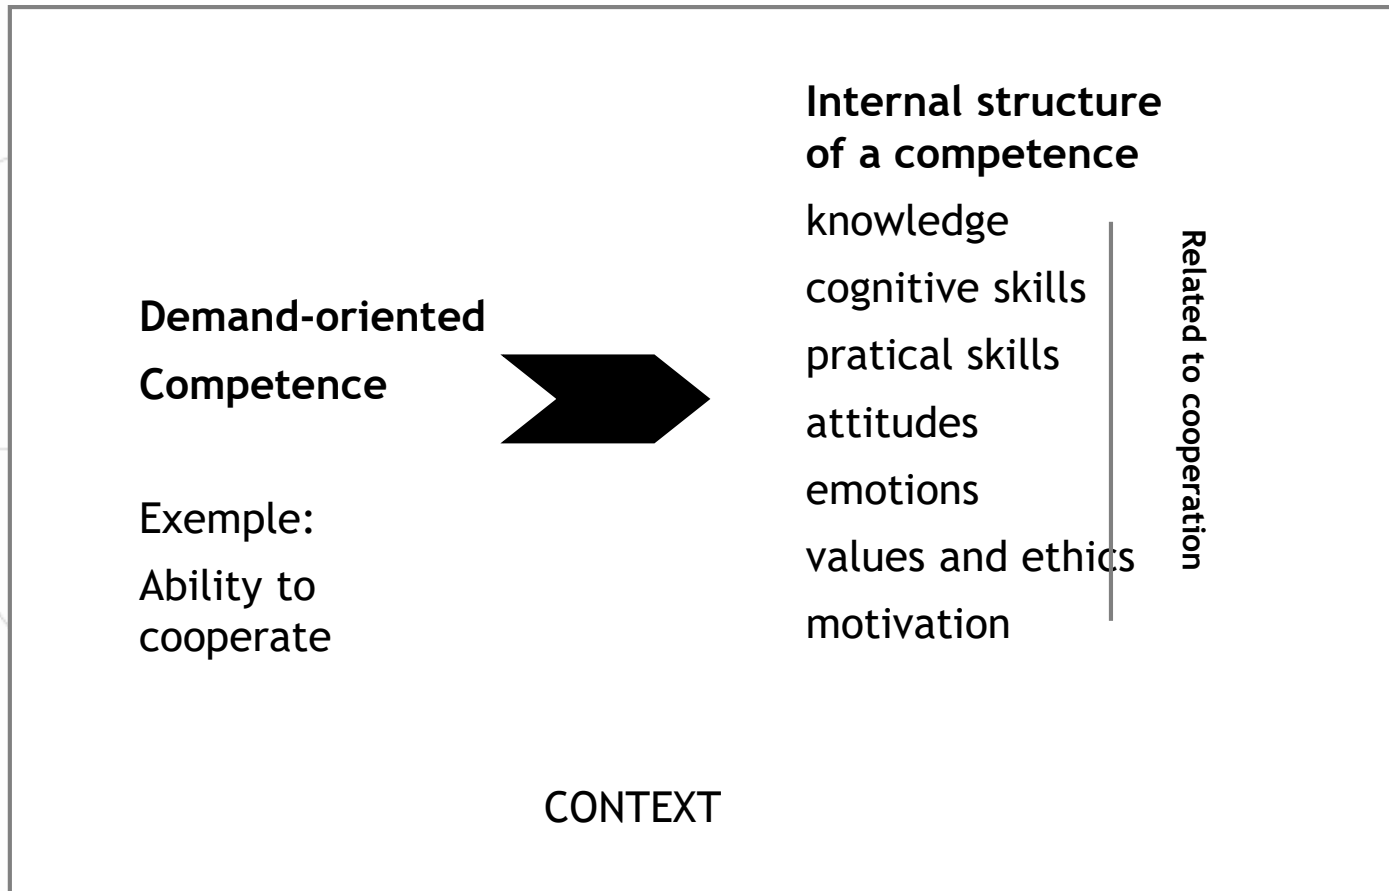 Demand-oriented
Competence
Exemple:
Ability to
cooperate
Internal structure
of a competence
knowledge
cognitive skills
pratical skills
attitudes
emotions
values and ethics
motivation
Related to cooperation
CONTEXT